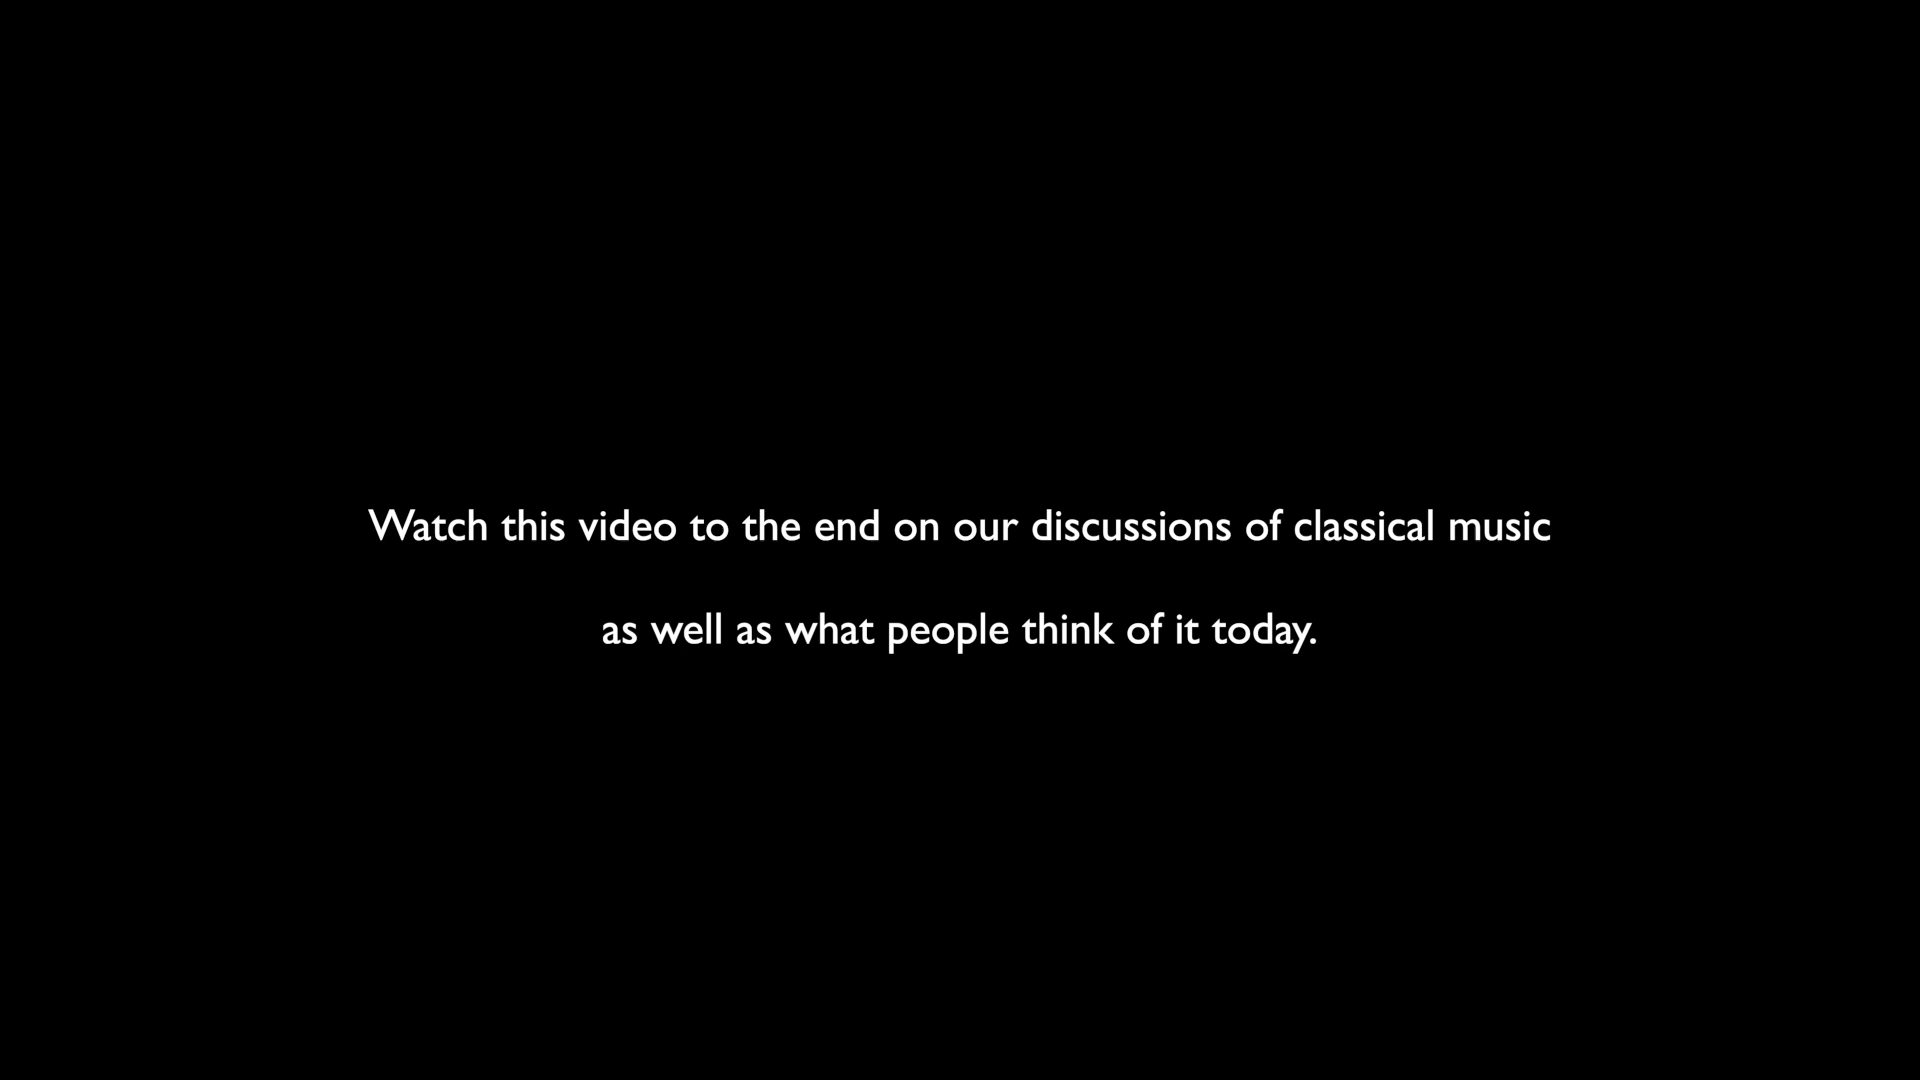 Watch this video to the end on our discussions of classical music
as well as what people think of it today.